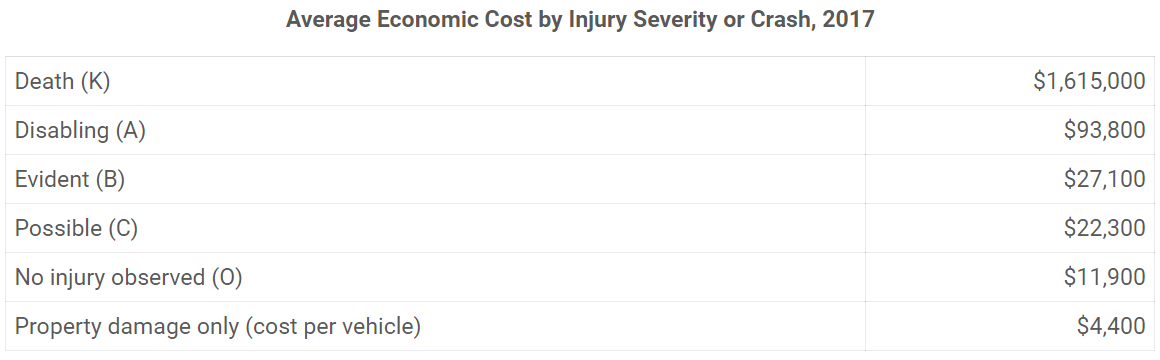 Average Economic Cost by Injury Severity or Crash, 2017
Death (K) $1,615,000
Disabling (A) $93,800
Evident (B) $27,100
Possible (C) $22,300
No injury observed (O) $11,900
Property damage only (cost per vehicle) $4,400